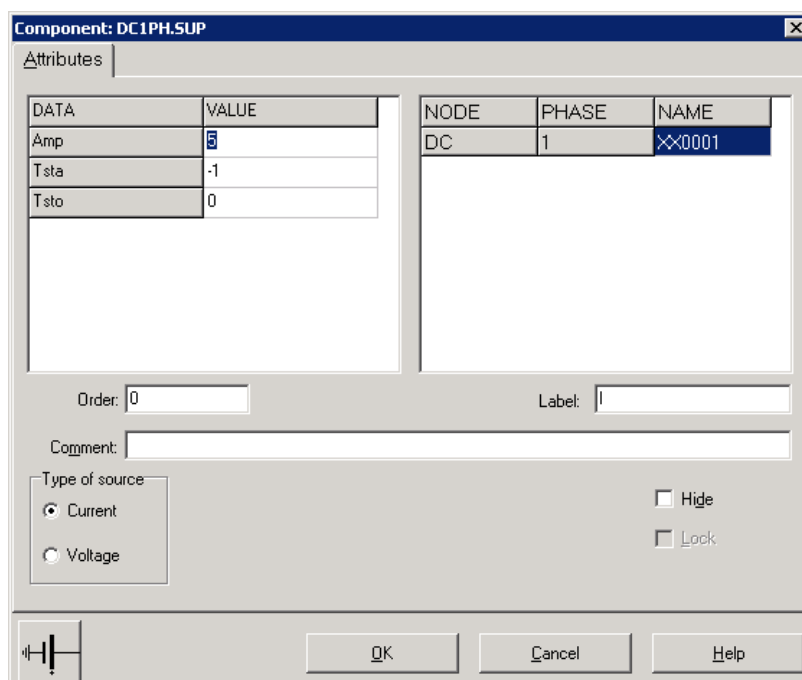 Component: DC1PH.SUP
Attributes
DATA VALUE
Amp 5
Tsta -1
Tsto 0
NODE PHASE NAME
DC 1 XX0001
Order: 0
Label: I
Comment:
Type of source
Current
Voltage
Hide
Lock
OK Cancel Help